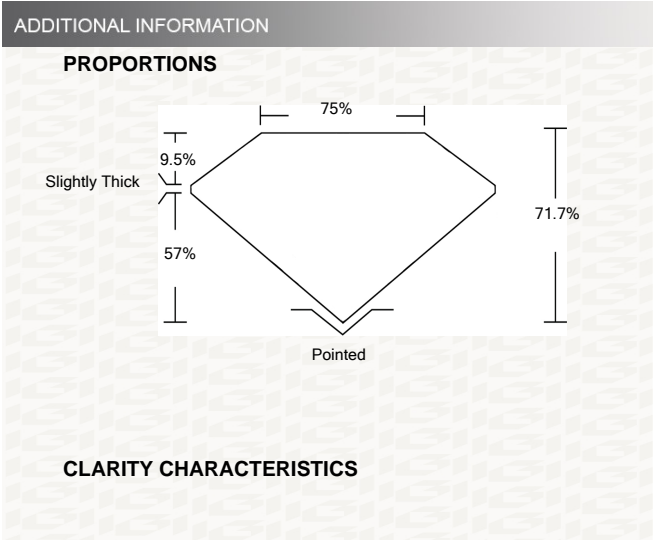 ADDITIONAL INFORMATION
PROPORTIONS
75%
9.5%
Slightly Thick
71.7%
57%
Pointed
CLARITY CHARACTERISTICS